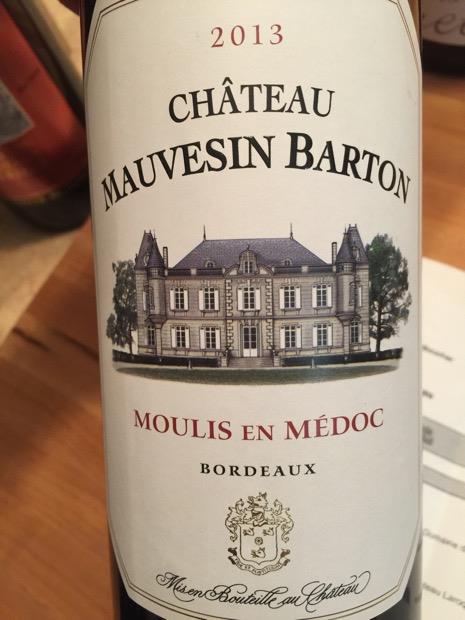 2013
CHÂTEAU
MAUVESIN BARTON
MOULIS EN MÉDOC
BORDEAUX
Mis en Bouteille au Château